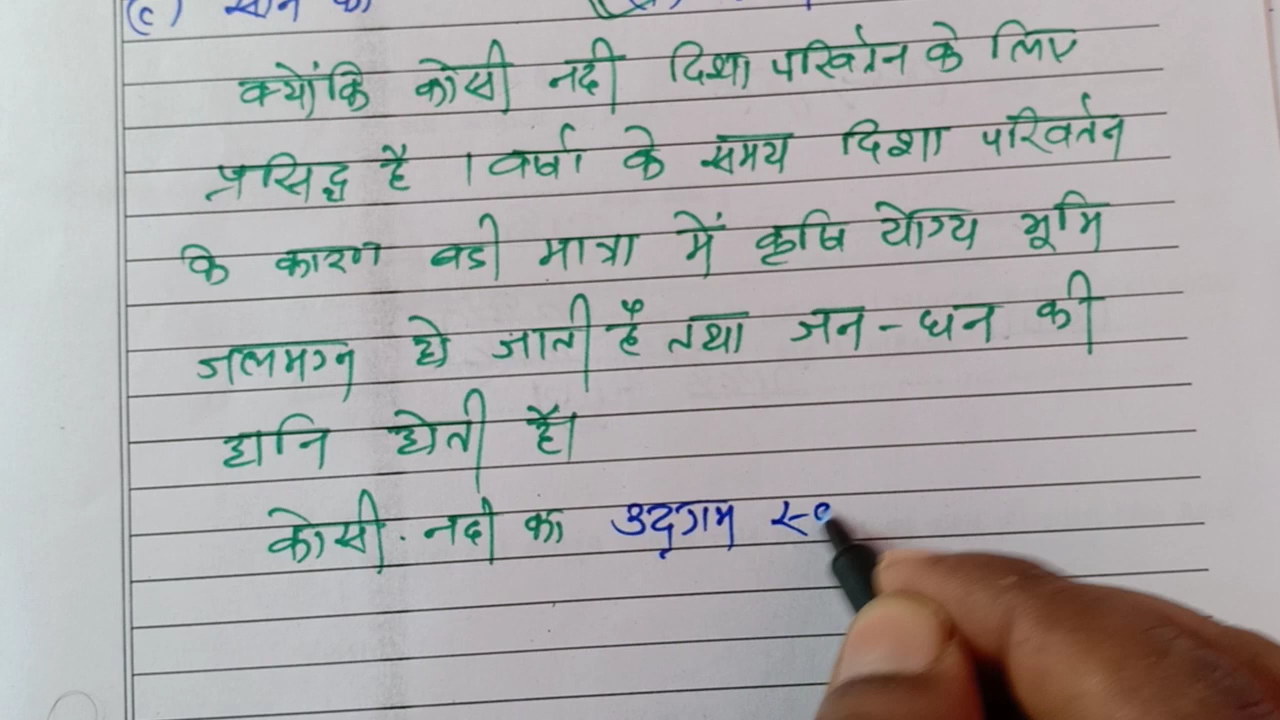 (c)
क्योंकि कोसी नदी दिशा परिवर्तन के लिए
प्रसिद्ध है । वर्षा के समय दिशा परिवर्तन
के कारण बडी मात्रा में कृषि योग्य भूमि
जलमग्न हो जाती है तथा जन-धन की
हानि होती है।
कोसी नदी का उद्गम